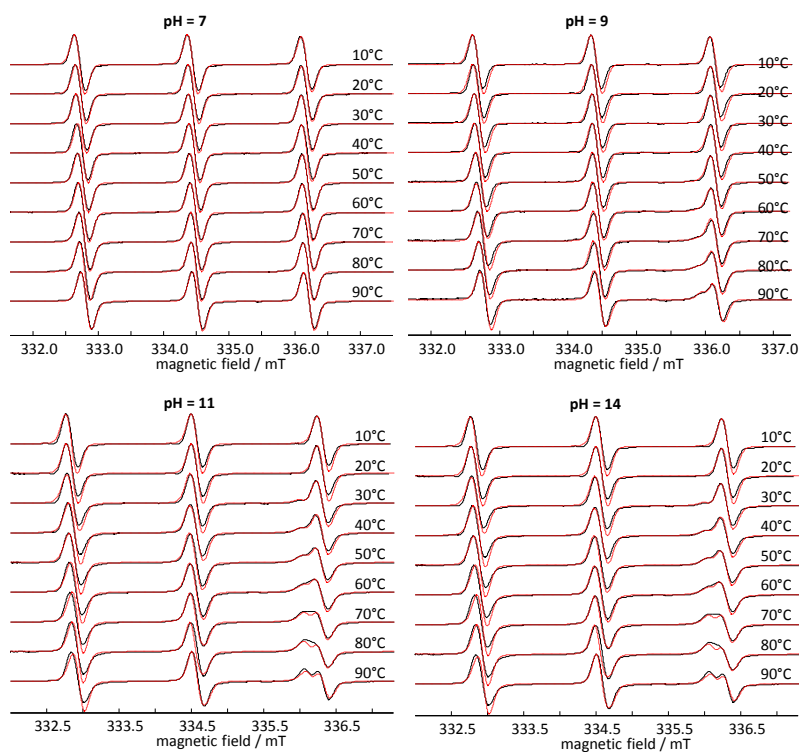 pH = 7
10°C
20°C
30°C
40°C
50°C
60°C
70°C
80°C
90°C
332.0 333.0 334.0 335.0 336.0 337.0
magnetic field / mT
pH = 9
10°C
20°C
30°C
40°C
50°C
60°C
70°C
80°C
90°C
332.0 333.0 334.0 335.0 336.0 337.0
magnetic field / mT
pH = 11
10°C
20°C
30°C
40°C
50°C
60°C
70°C
80°C
90°C
332.5 333.5 334.5 335.5 336.5
magnetic field / mT
pH = 14
10°C
20°C
30°C
40°C
50°C
60°C
70°C
80°C
90°C
332.5 333.5 334.5 335.5 336.5
magnetic field / mT